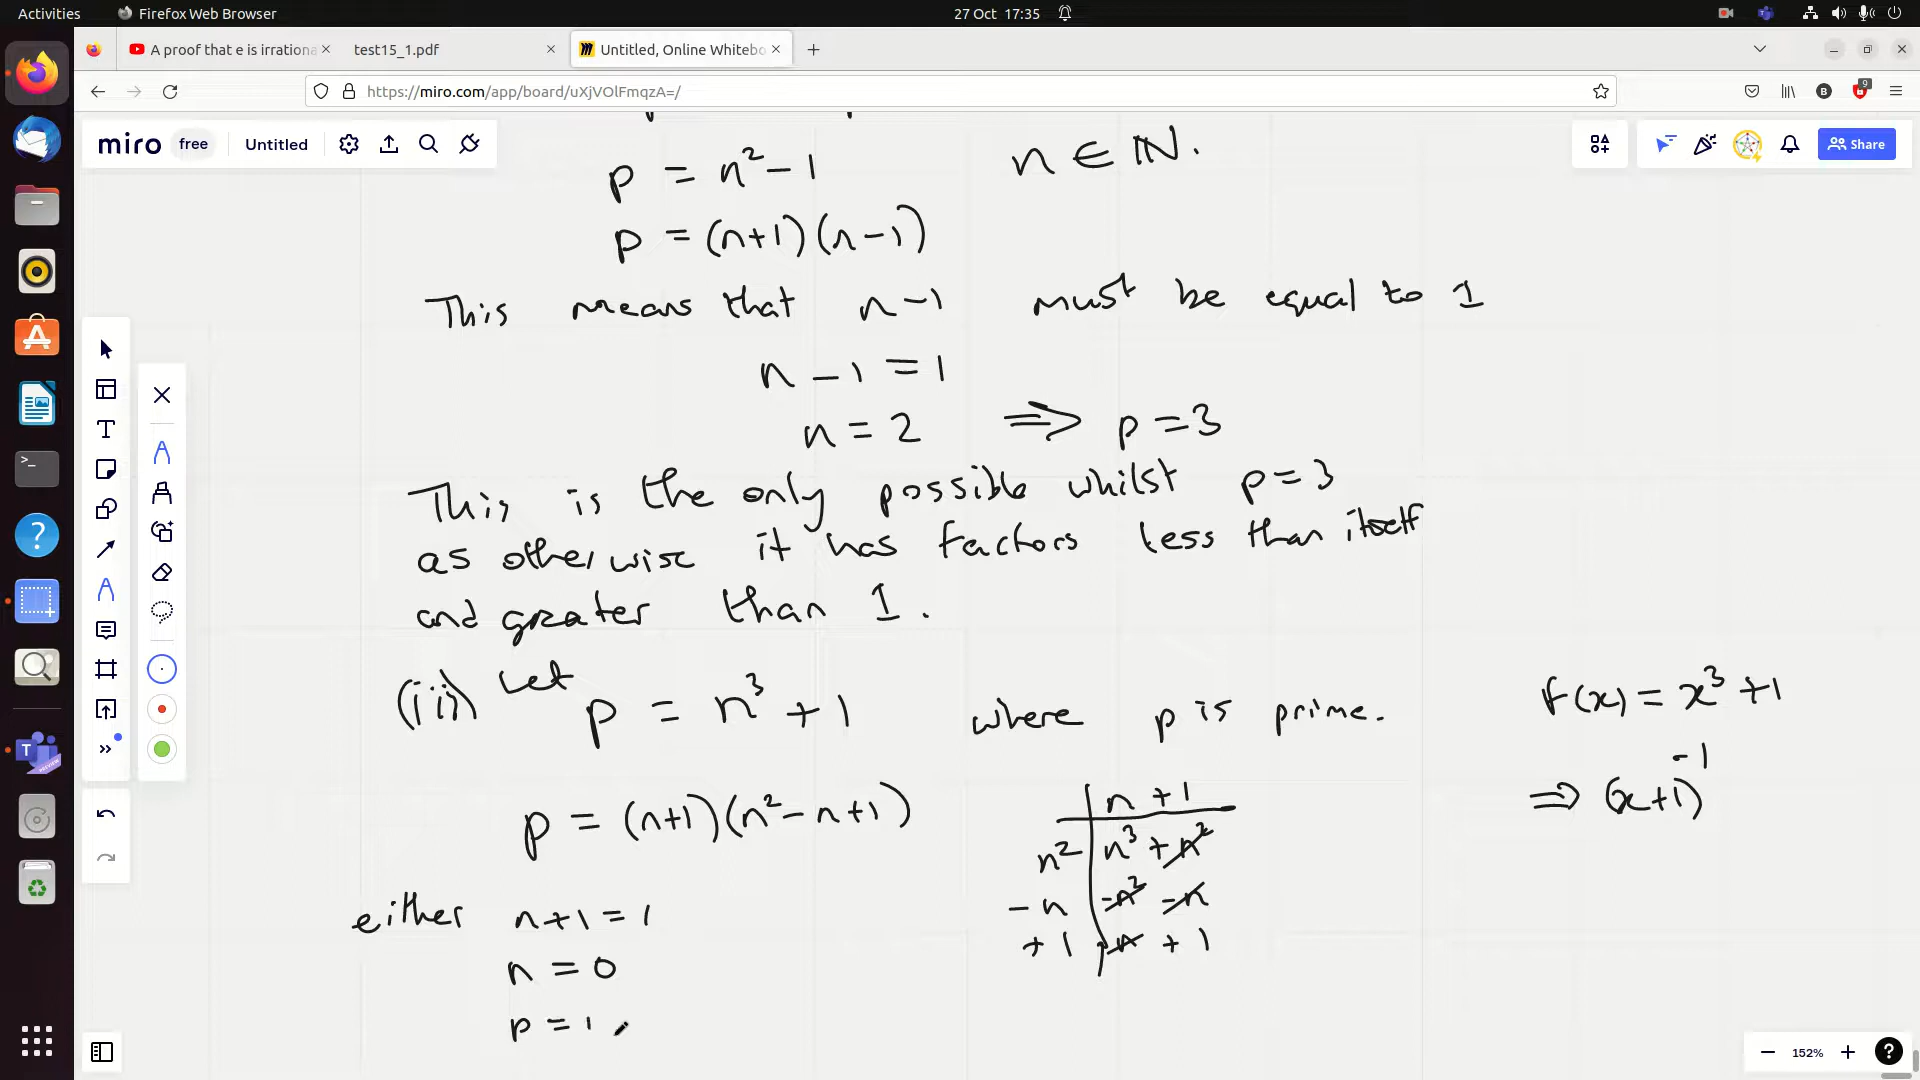 Activities
Firefox Web Browser
27 Oct 17:35
A proof that e is irrationa
test15_1.pdf
Untitled, Online Whitebo
https://miro.com/app/board/uXjVOlFmqzA=/
9
miro free Untitled
Share
p = n² - 1 n ∈ ℕ.
p = (n+1)(n-1)
This means that n-1 must be equal to 1
n - 1 = 1
n = 2 ⟹ p = 3
This is the only possible whilst p = 3
as otherwise it has factors less than itself
and greater than 1.
(ii) Let p = n³ + 1 where p is prime.
f(x) = x³ + 1
-1
⟹ (x+1)
p = (n+1)(n² - n + 1)
n + 1
n² n³ + n²
- n -n² - n
+ 1 n + 1
either n+1 = 1
n = 0
p = 1
152%